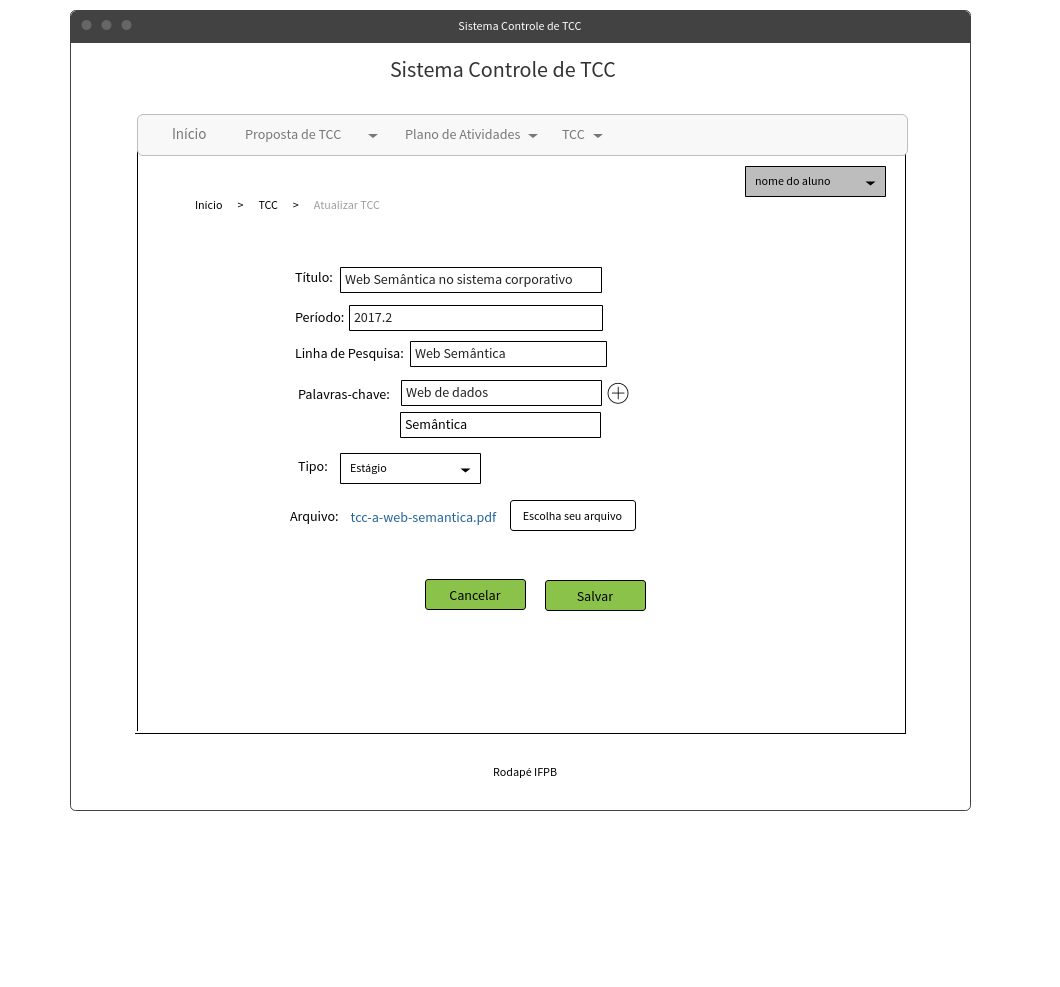 Sistema Controle de TCC
Sistema Controle de TCC
Início Proposta de TCC Plano de Atividades TCC
nome do aluno
Início > TCC > Atualizar TCC
Título: Web Semântica no sistema corporativo
Período: 2017.2
Linha de Pesquisa: Web Semântica
Palavras-chave: Web de dados
Semântica
Tipo: Estágio
Arquivo: tcc-a-web-semantica.pdf Escolha seu arquivo
Cancelar Salvar
Rodapé IFPB